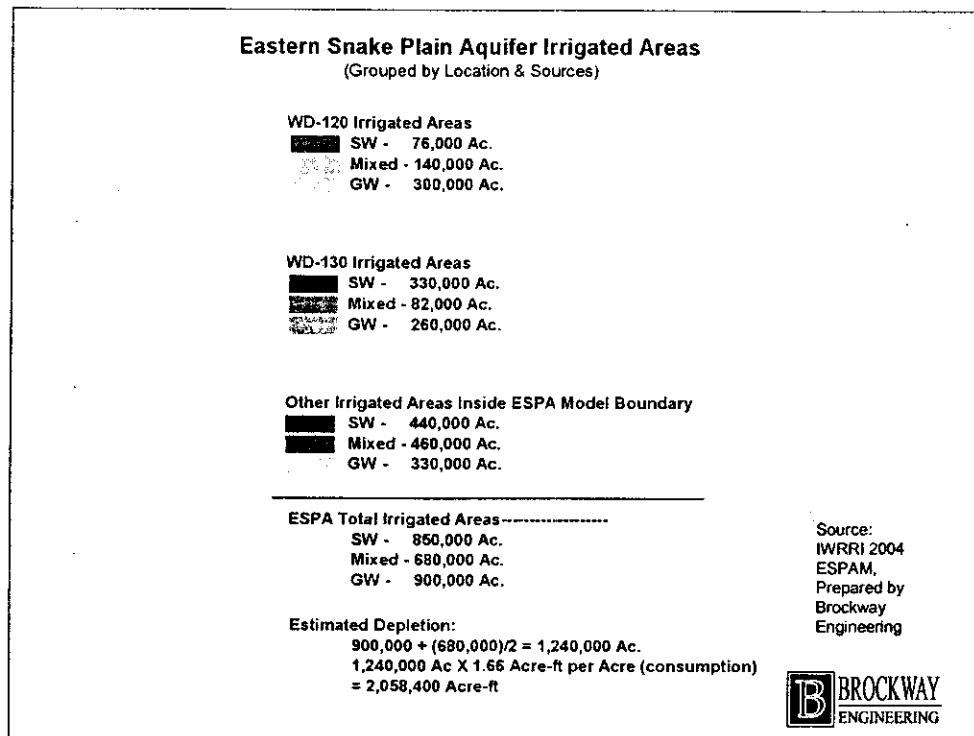 Eastern Snake Plain Aquifer Irrigated Areas
(Grouped by Location & Sources)
WD-120 Irrigated Areas
SW - 76,000 Ac.
Mixed - 140,000 Ac.
GW - 300,000 Ac.
WD-130 Irrigated Areas
SW - 330,000 Ac.
Mixed - 82,000 Ac.
GW - 260,000 Ac.
Other Irrigated Areas Inside ESPA Model Boundary
SW - 440,000 Ac.
Mixed - 460,000 Ac.
GW - 330,000 Ac.
ESPA Total Irrigated Areas-------------------
SW - 850,000 Ac.
Mixed - 680,000 Ac.
GW - 900,000 Ac.
Estimated Depletion:
900,000 + (680,000)/2 = 1,240,000 Ac.
1,240,000 Ac X 1.66 Acre-ft per Acre (consumption)
= 2,058,400 Acre-ft
Source:
IWRRI 2004
ESPAM,
Prepared by
Brockway
Engineering
B BROCKWAY
ENGINEERING